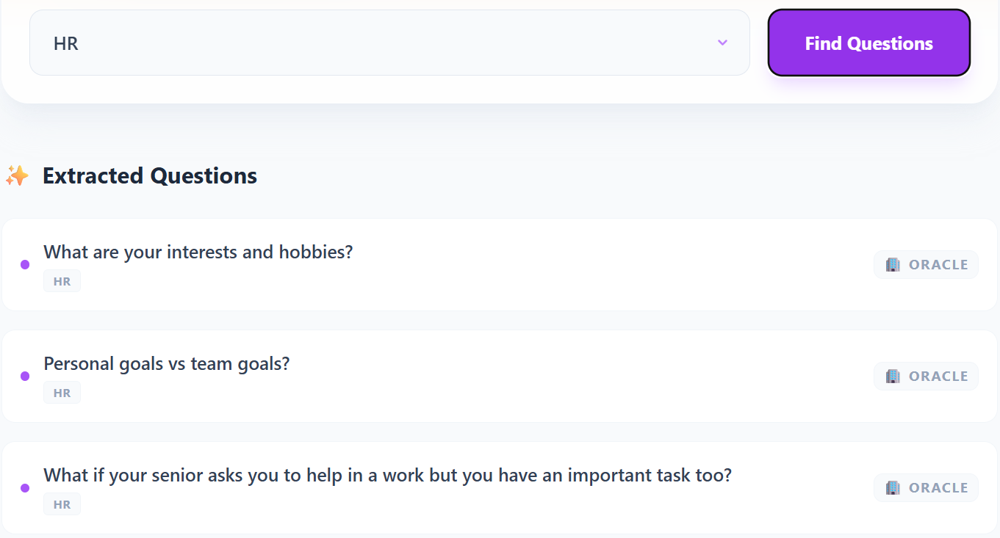 HR
Find Questions
✨ Extracted Questions
What are your interests and hobbies?
HR
🏢 ORACLE
Personal goals vs team goals?
HR
🏢 ORACLE
What if your senior asks you to help in a work but you have an important task too?
HR
🏢 ORACLE